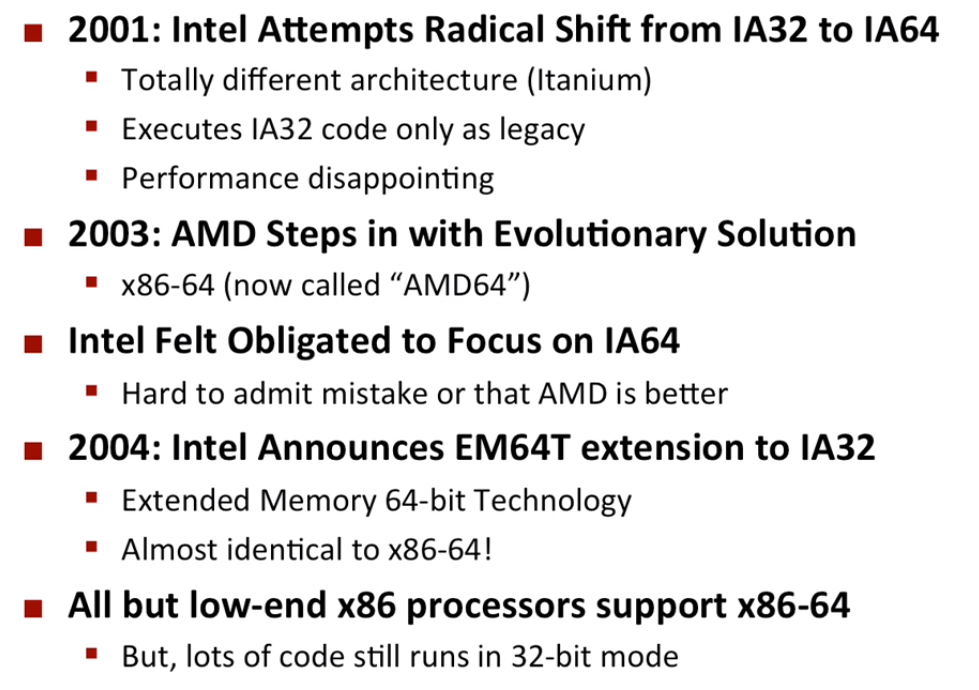 2001: Intel Attempts Radical Shift from IA32 to IA64
Totally different architecture (Itanium)
Executes IA32 code only as legacy
Performance disappointing
2003: AMD Steps in with Evolutionary Solution
x86-64 (now called “AMD64”)
Intel Felt Obligated to Focus on IA64
Hard to admit mistake or that AMD is better
2004: Intel Announces EM64T extension to IA32
Extended Memory 64-bit Technology
Almost identical to x86-64!
All but low-end x86 processors support x86-64
But, lots of code still runs in 32-bit mode